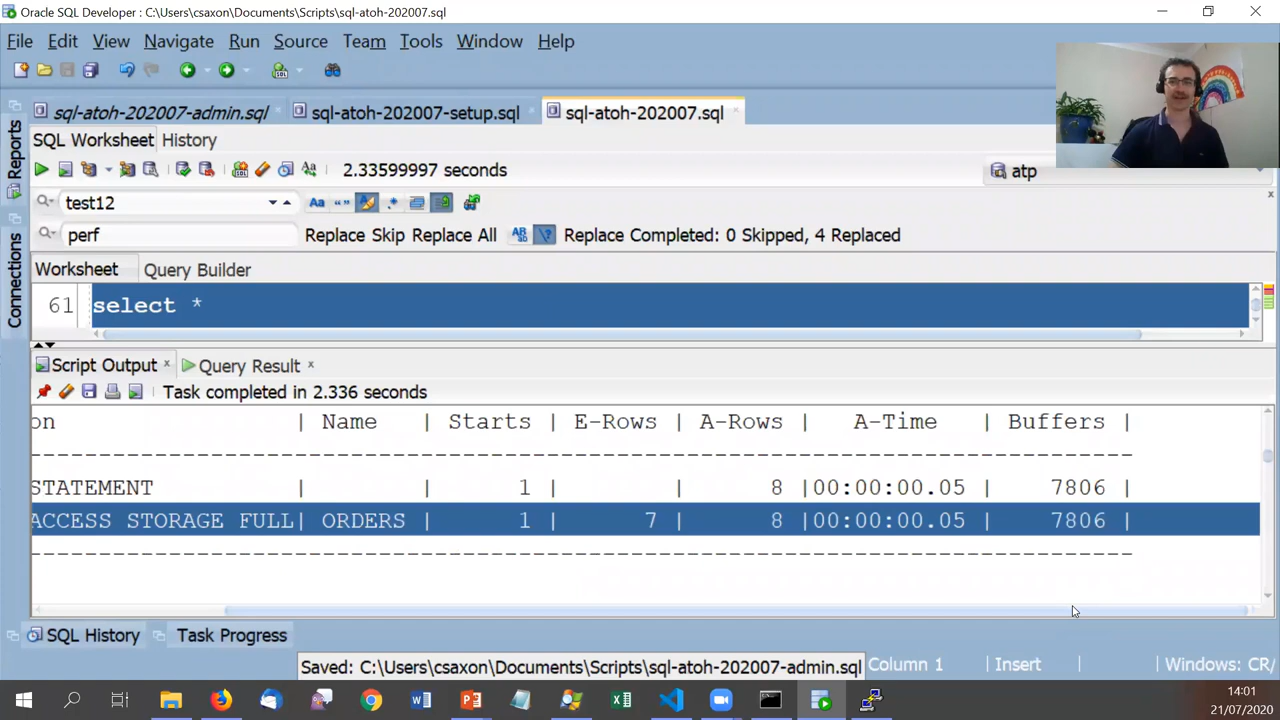 Oracle SQL Developer : C:\Users\csaxon\Documents\Scripts\sql-atoh-202007.sql
File Edit View Navigate Run Source Team Tools Window Help
sql-atoh-202007-admin.sql sql-atoh-202007-setup.sql sql-atoh-202007.sql
Reports
Connections
SQL Worksheet History
2.33599997 seconds
atp
test12
Aa
perf Replace Skip Replace All Replace Completed: 0 Skipped, 4 Replaced
Worksheet Query Builder
61 select *
Script Output x Query Result x
Task completed in 2.336 seconds
on | Name | Starts | E-Rows | A-Rows | A-Time | Buffers |
--------------------------------------------------------------------------------
STATEMENT | | 1 | | 8 |00:00:00.05 | 7806 |
ACCESS STORAGE FULL| ORDERS | 1 | 7 | 8 |00:00:00.05 | 7806 |
--------------------------------------------------------------------------------
SQL History Task Progress
Saved: C:\Users\csaxon\Documents\Scripts\sql-atoh-202007-admin.sql Column 1 Insert Windows: CR/
14:01
21/07/2020